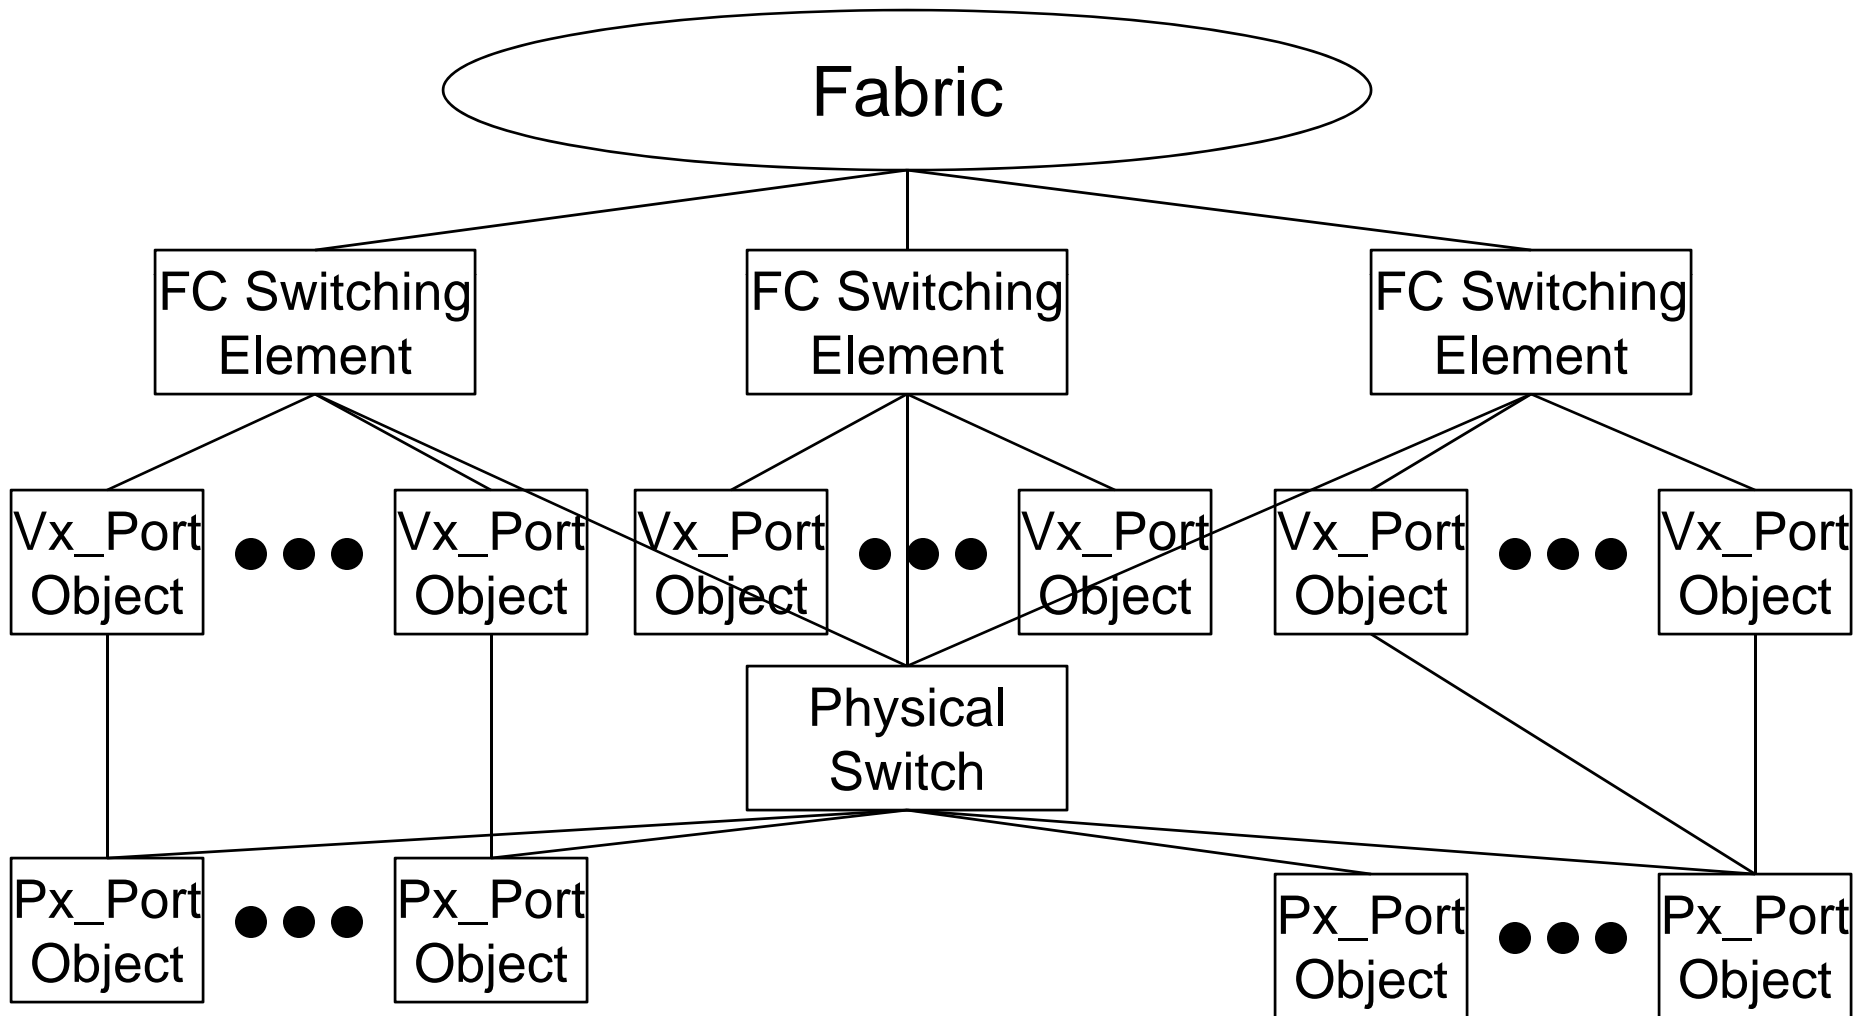 Fabric
FC Switching
Element
FC Switching
Element
FC Switching
Element
Vx_Port
Object
Vx_Port
Object
Vx_Port
Object
Vx_Port
Object
Vx_Port
Object
Vx_Port
Object
Physical
Switch
Px_Port
Object
Px_Port
Object
Px_Port
Object
Px_Port
Object